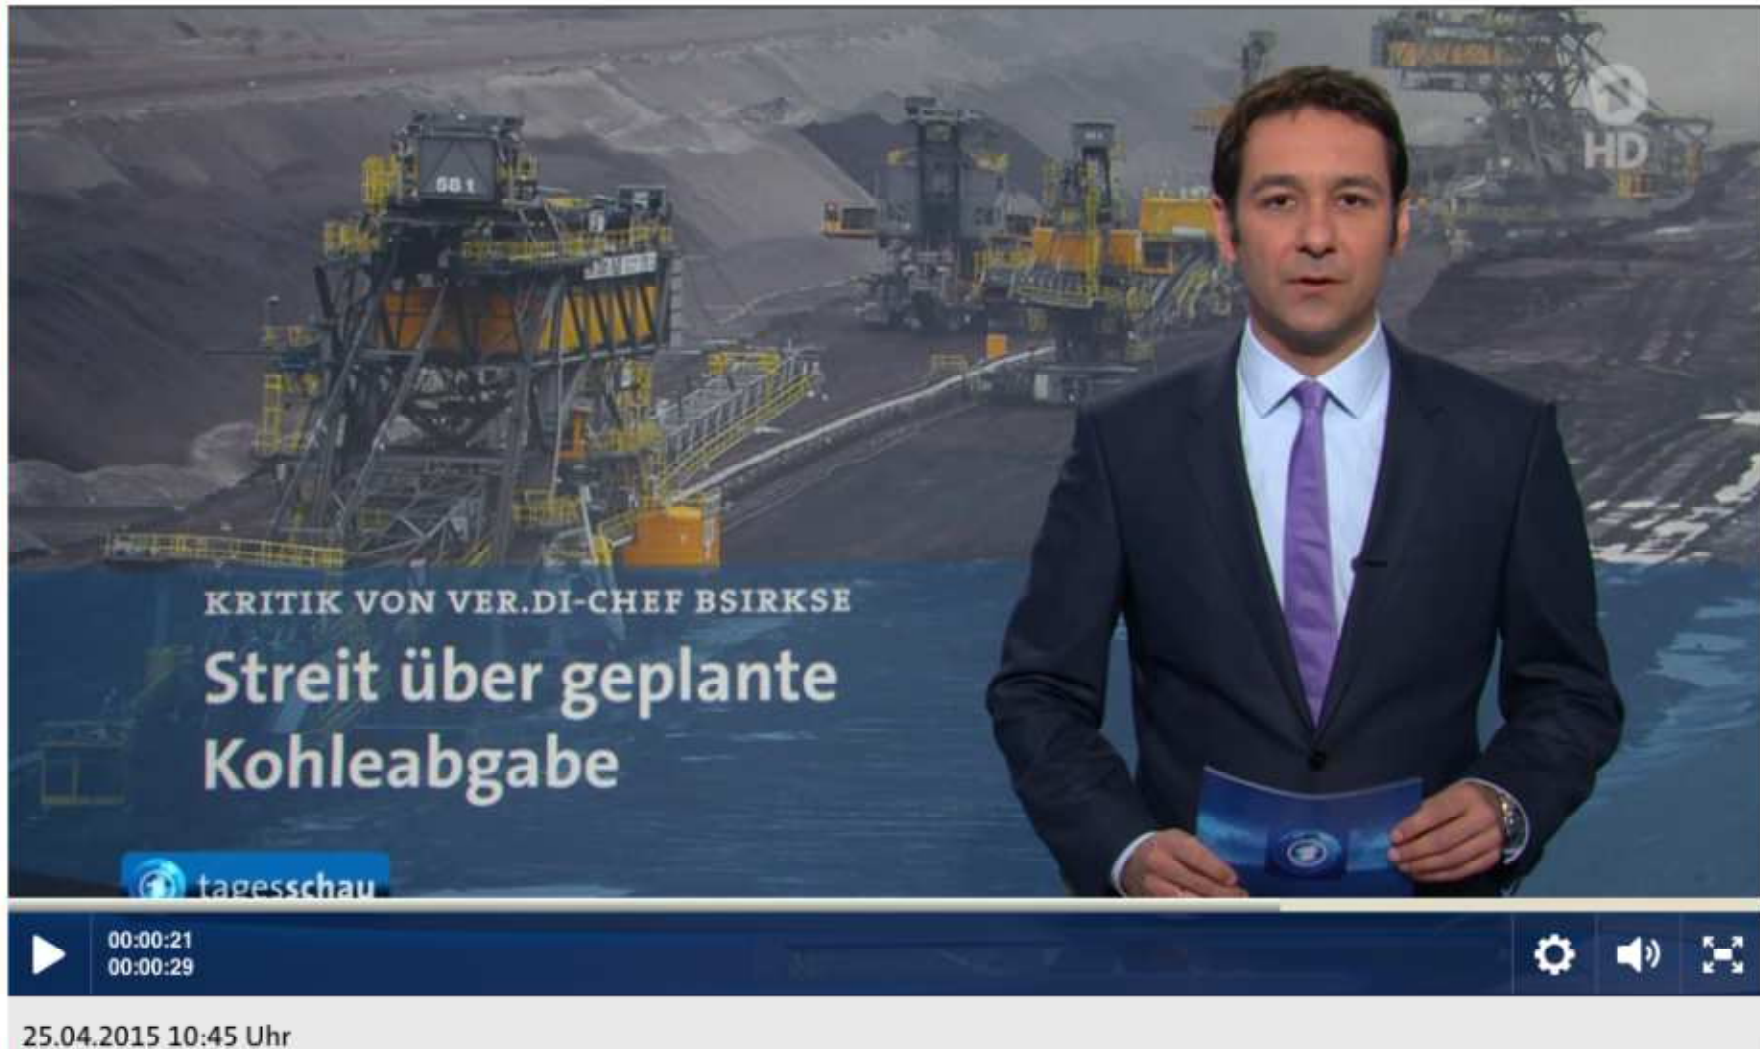 581
HD
KRITIK VON VER.DI-CHEF BSIRKSE
Streit über geplante
Kohleabgabe
tagesschau
00:00:21
00:00:29
25.04.2015 10:45 Uhr